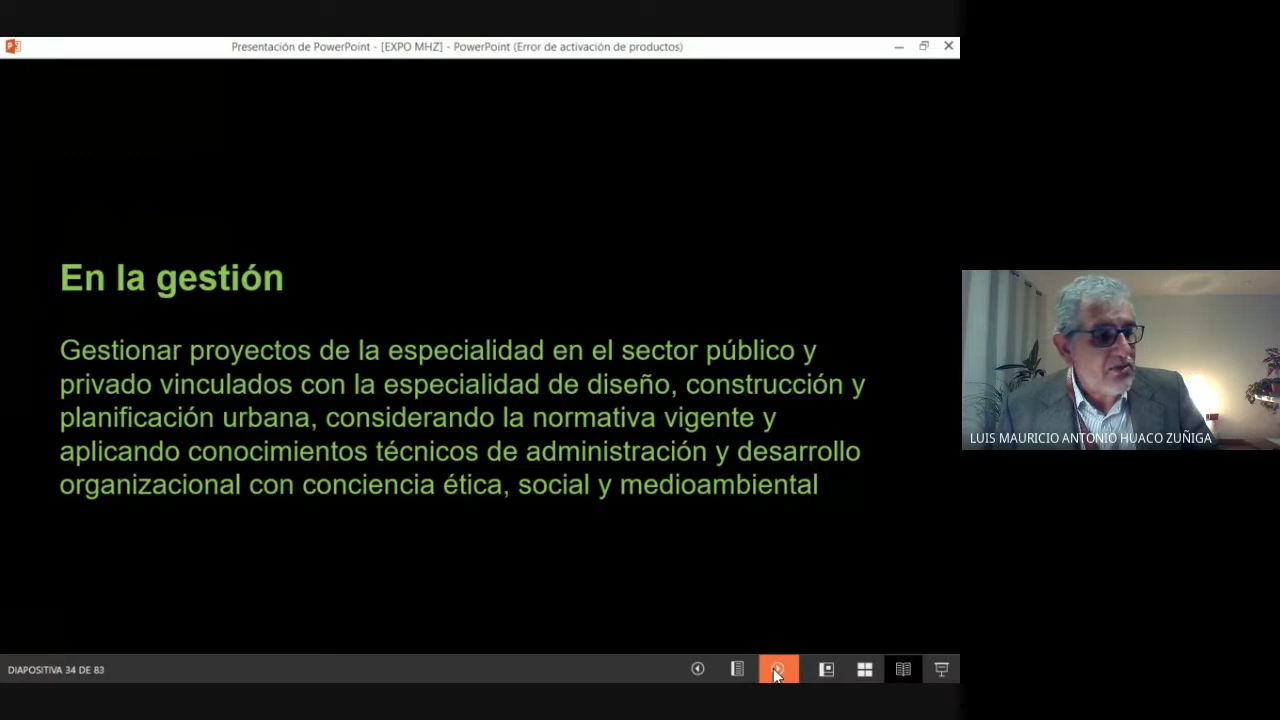 Presentación de PowerPoint - [EXPO MHZ] - PowerPoint (Error de activación de productos)
En la gestión
Gestionar proyectos de la especialidad en el sector público y
privado vinculados con la especialidad de diseño, construcción y
planificación urbana, considerando la normativa vigente y
aplicando conocimientos técnicos de administración y desarrollo
organizacional con conciencia ética, social y medioambiental
LUIS MAURICIO ANTONIO HUACO ZUÑIGA
DIAPOSITIVA 34 DE 83